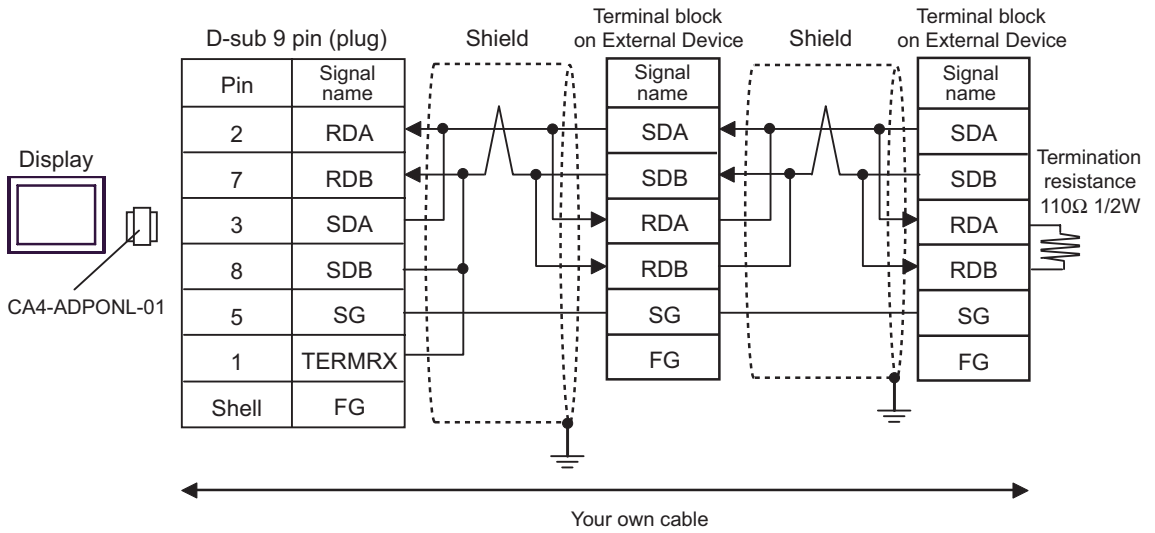 Terminal block
on External Device
Terminal block
on External Device
D-sub 9 pin (plug)
Shield
Shield
Pin
Signal
name
Signal
name
Signal
name
2
RDA
SDA
SDA
Display
7
RDB
SDB
SDB
Termination
resistance
110Ω 1/2W
3
SDA
RDA
RDA
8
SDB
RDB
RDB
CA4-ADPONL-01
5
SG
SG
SG
1
TERMRX
FG
FG
Shell
FG
Your own cable